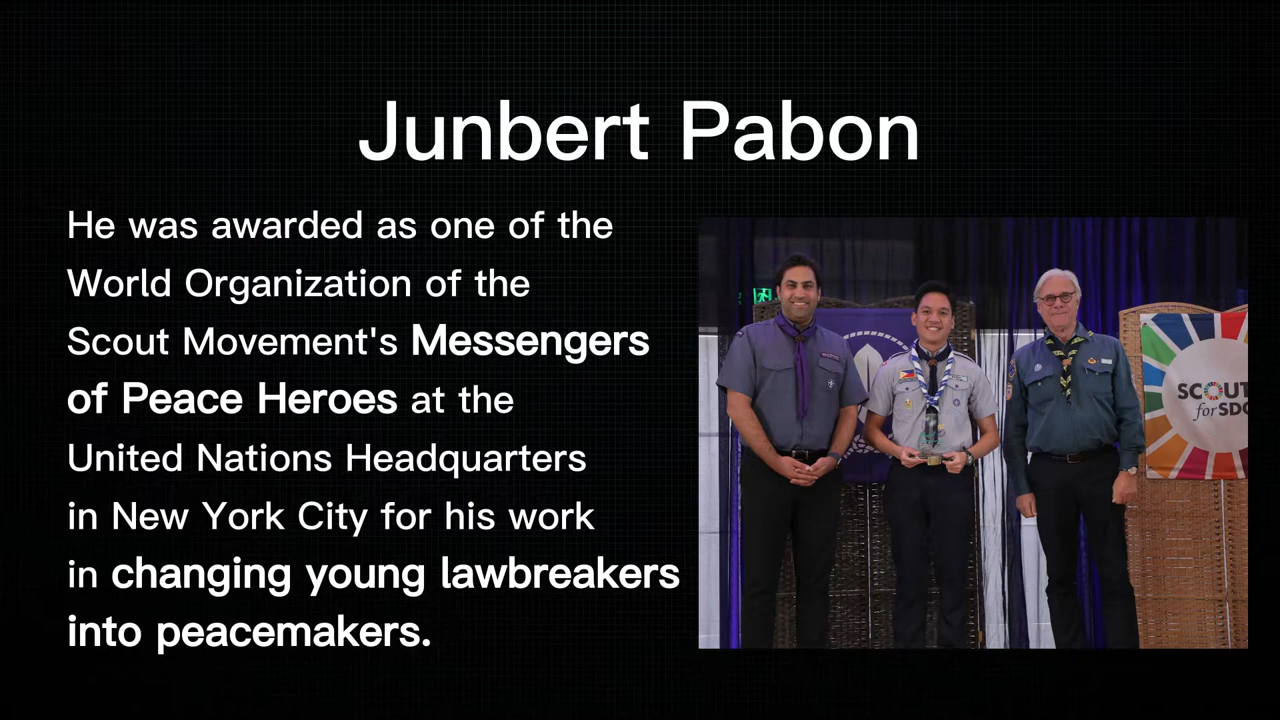 Junbert Pabon
He was awarded as one of the
World Organization of the
Scout Movement's Messengers
of Peace Heroes at the
United Nations Headquarters
in New York City for his work
in changing young lawbreakers
into peacemakers.
SCOUT
for SDG